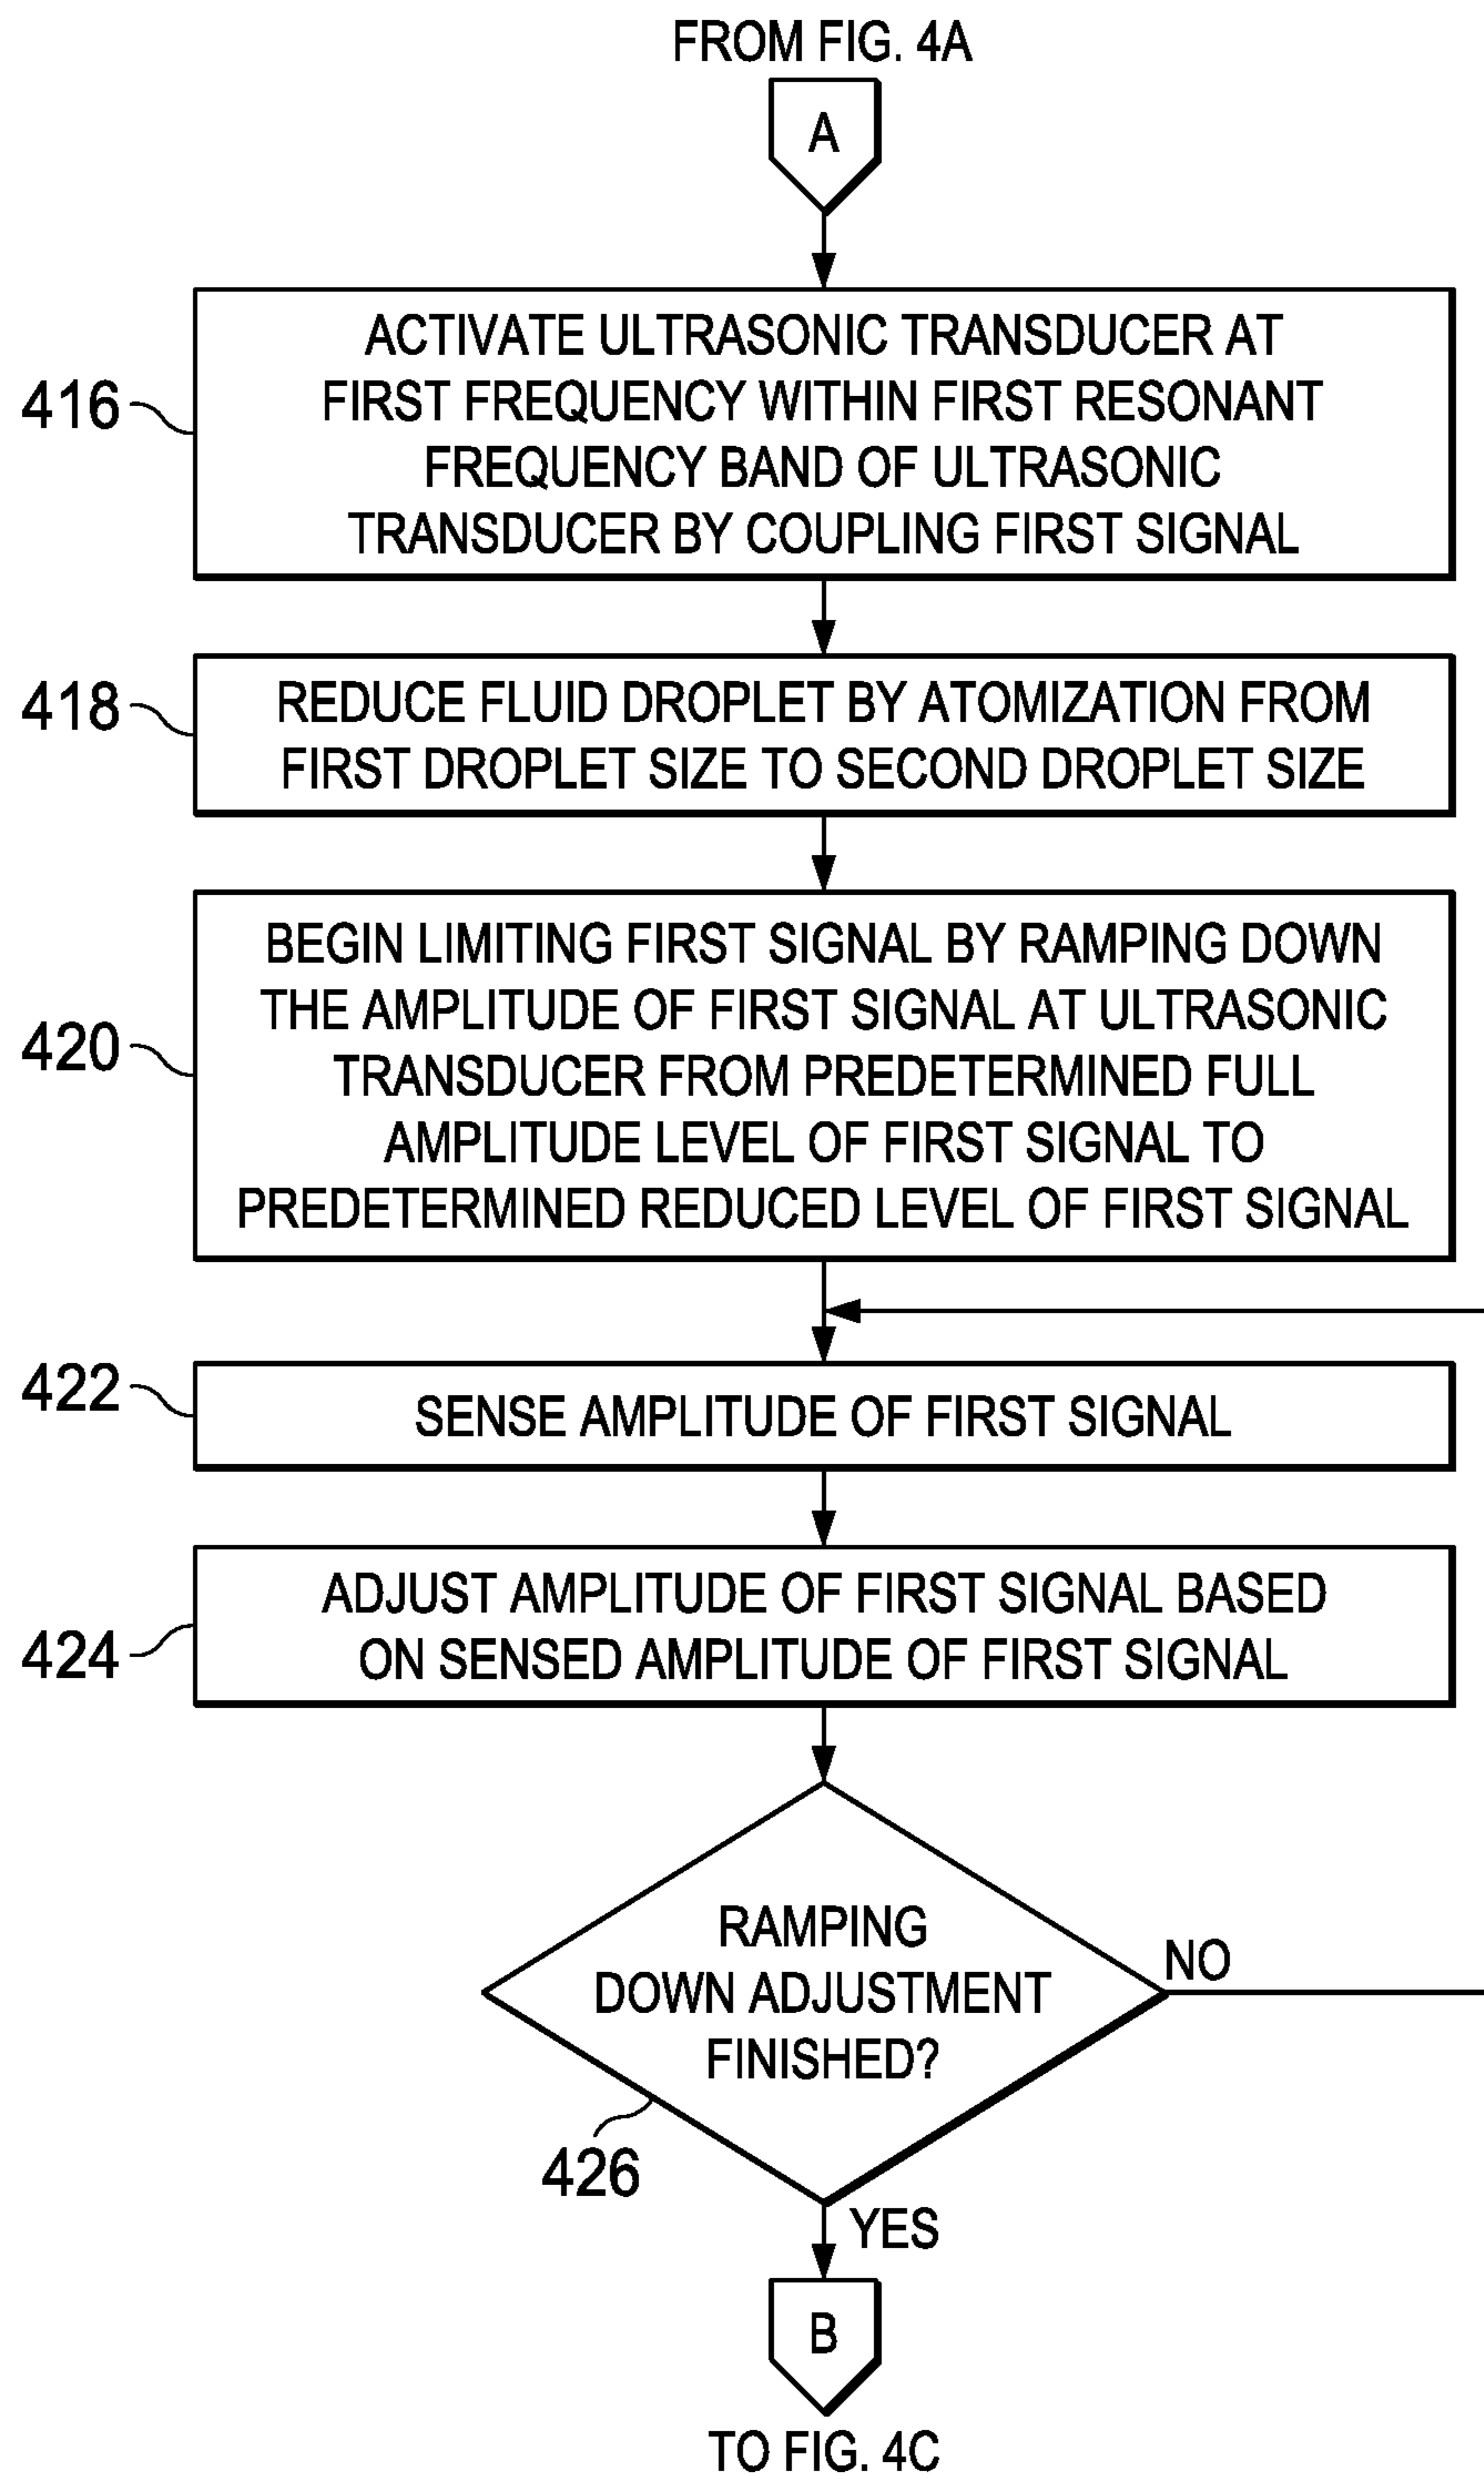 FROM FIG. 4A
A
416
ACTIVATE ULTRASONIC TRANSDUCER AT
FIRST FREQUENCY WITHIN FIRST RESONANT
FREQUENCY BAND OF ULTRASONIC
TRANSDUCER BY COUPLING FIRST SIGNAL
418
REDUCE FLUID DROPLET BY ATOMIZATION FROM
FIRST DROPLET SIZE TO SECOND DROPLET SIZE
420
BEGIN LIMITING FIRST SIGNAL BY RAMPING DOWN
THE AMPLITUDE OF FIRST SIGNAL AT ULTRASONIC
TRANSDUCER FROM PREDETERMINED FULL
AMPLITUDE LEVEL OF FIRST SIGNAL TO
PREDETERMINED REDUCED LEVEL OF FIRST SIGNAL
422
SENSE AMPLITUDE OF FIRST SIGNAL
424
ADJUST AMPLITUDE OF FIRST SIGNAL BASED
ON SENSED AMPLITUDE OF FIRST SIGNAL
RAMPING
DOWN ADJUSTMENT
FINISHED?
NO
426
YES
B
TO FIG. 4C